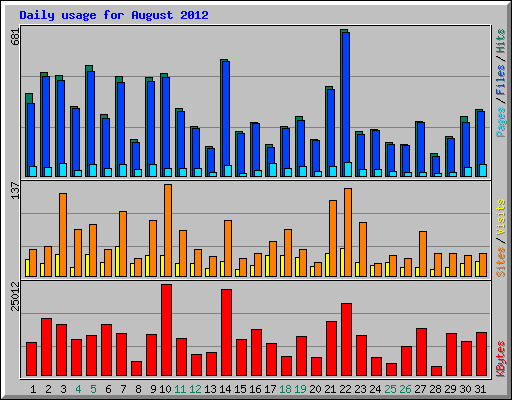 Daily usage for August 2012
681
Pages / Files / Hits
137
Sites / Visits
25012
KBytes
1 2 3 4 5 6 7 8 9 10 11 12 13 14 15 16 17 18 19 20 21 22 23 24 25 26 27 28 29 30 31